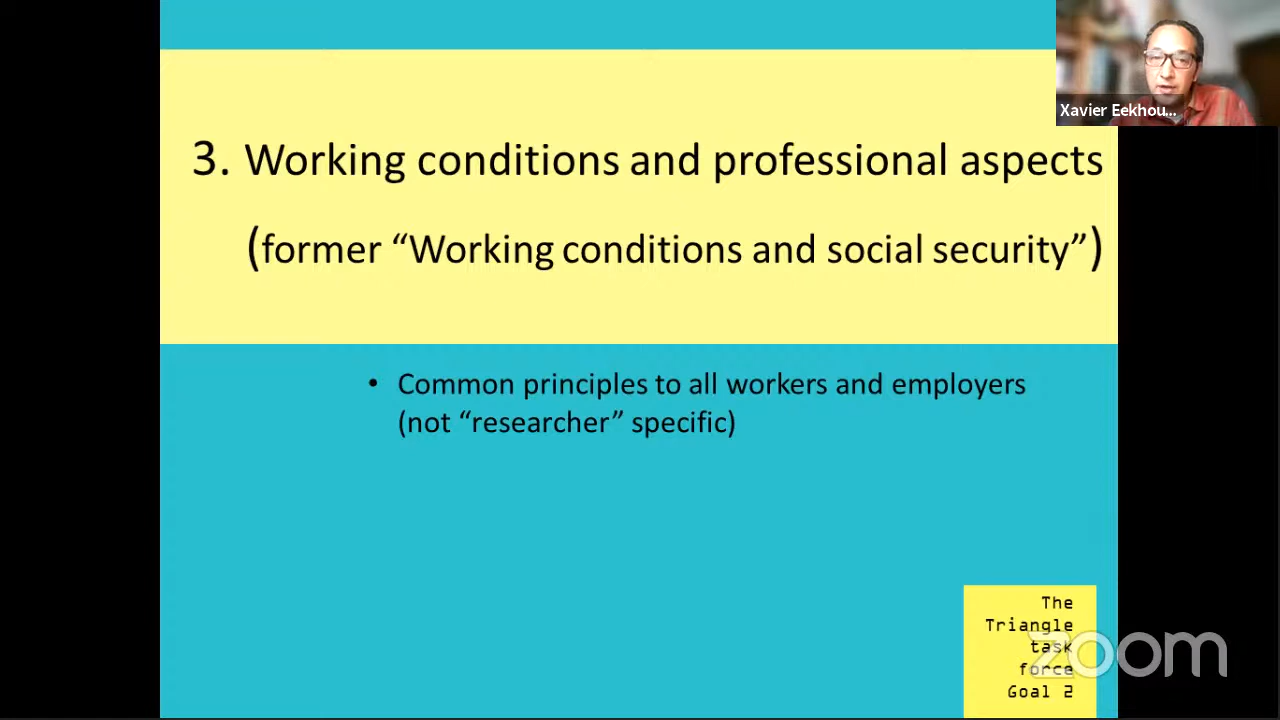 Xavier Eekhou...
3. Working conditions and professional aspects
(former “Working conditions and social security”)
• Common principles to all workers and employers
(not “researcher” specific)
The
Triangle
task
force
Goal 2
zoom